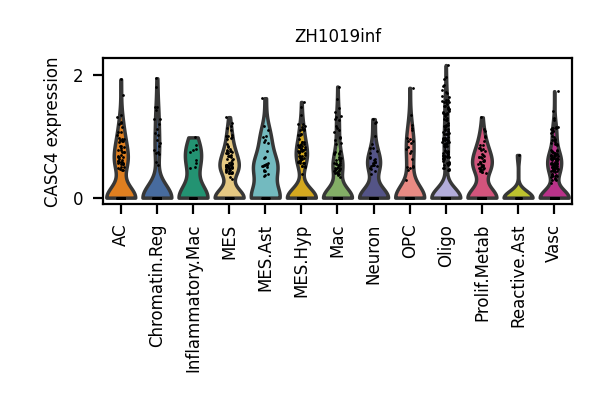 ZH1019inf
CASC4 expression
2
0
AC
Chromatin.Reg
Inflammatory.Mac
MES
MES.Ast
MES.Hyp
Mac
Neuron
OPC
Oligo
Prolif.Metab
Reactive.Ast
Vasc